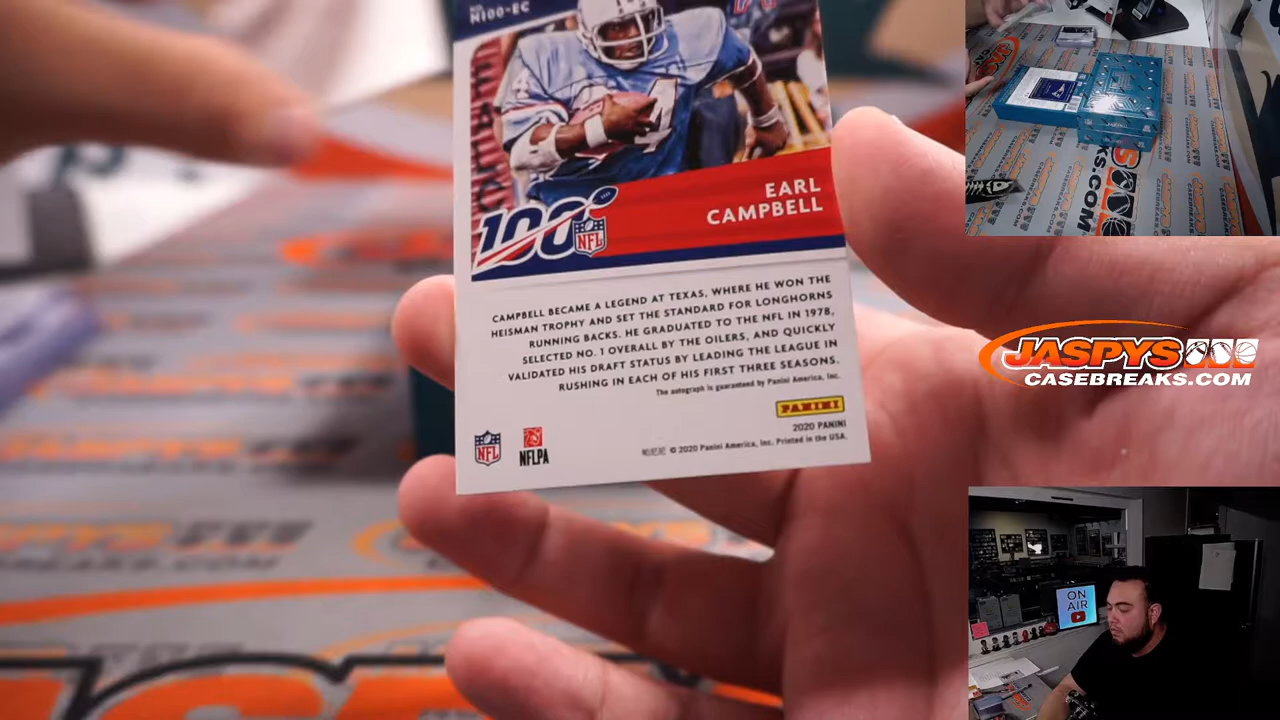 N100-EC
EARL
CAMPBELL
100
NFL
CAMPBELL BECAME A LEGEND AT TEXAS, WHERE HE WON THE
HEISMAN TROPHY AND SET THE STANDARD FOR LONGHORNS
RUNNING BACKS. HE GRADUATED TO THE NFL IN 1978,
SELECTED NO. 1 OVERALL BY THE OILERS, AND QUICKLY
VALIDATED HIS DRAFT STATUS BY LEADING THE LEAGUE IN
RUSHING IN EACH OF HIS FIRST THREE SEASONS.
The autograph is guaranteed by Panini America, Inc.
PANINI
2020 PANINI
© 2020 Panini America, Inc. Printed in the USA.
NFL
NFLPA
JASPYS
CASEBREAKS.COM
ON
AIR